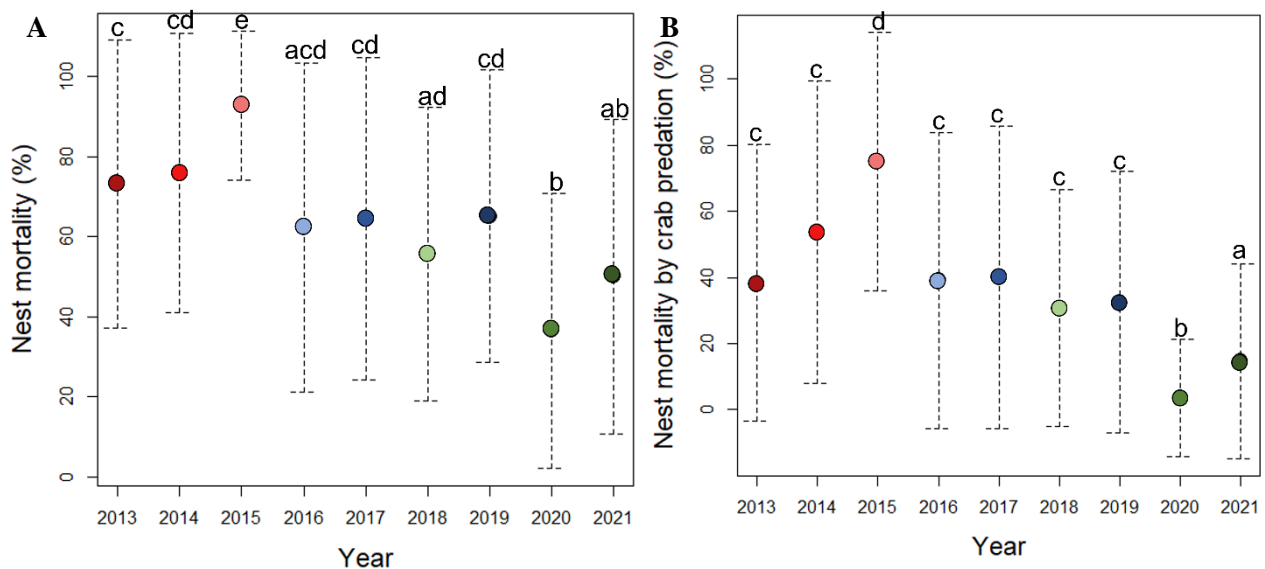 A
Nest mortality (%)
0
20
40
60
80
100
c
cd
e
acd
cd
ad
cd
b
ab
2013
2014
2015
2016
2017
2018
2019
2020
2021
Year
B
Nest mortality by crab predation (%)
0
20
40
60
80
100
c
c
d
c
c
c
c
b
a
2013
2014
2015
2016
2017
2018
2019
2020
2021
Year